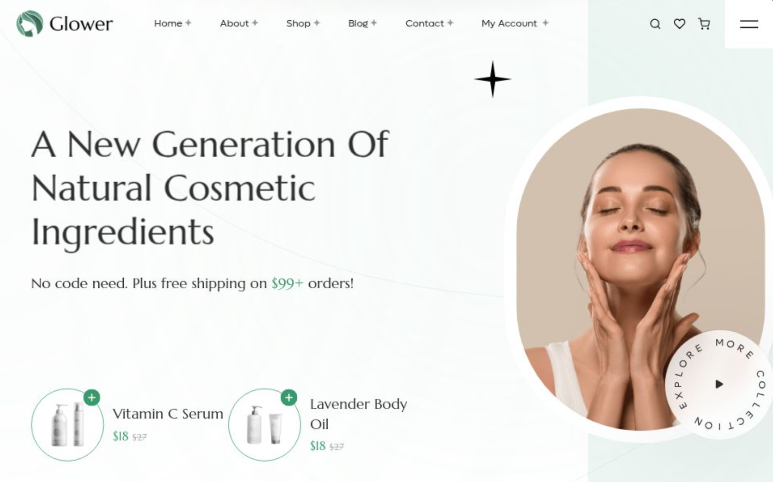 Glower
Home + About + Shop + Blog + Contact + My Account +
A New Generation Of
Natural Cosmetic
Ingredients
No code need. Plus free shipping on $99+ orders!
Vitamin C Serum
$18 $27
Lavender Body
Oil
$18 $27
EXPLORE MORE COLLECTION